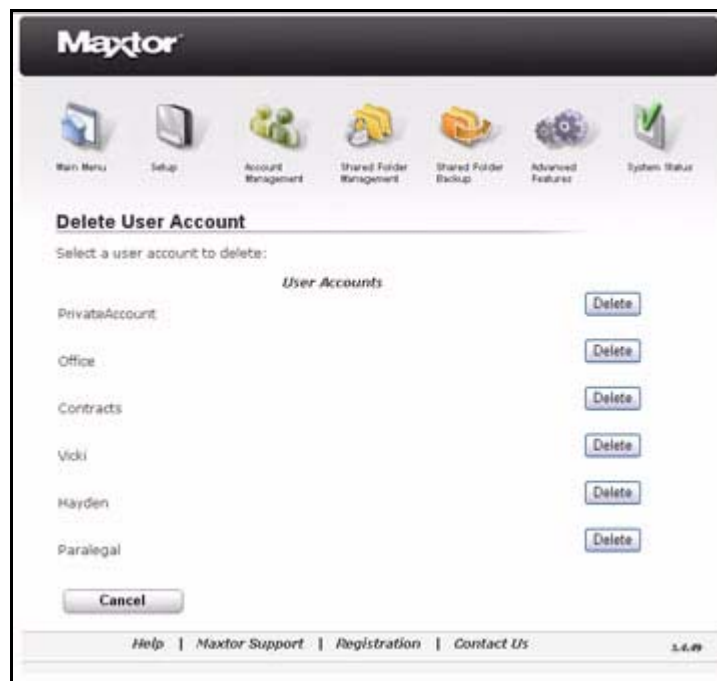 Maxtor
Main Menu
Setup
Account Management
Shared Folder Management
Shared Folder Backup
Advanced Features
System Status
Delete User Account
Select a user account to delete:
User Accounts
PrivateAccount Delete
Office Delete
Contracts Delete
Vicki Delete
Hayden Delete
Paralegal Delete
Cancel
Help | Maxtor Support | Registration | Contact Us